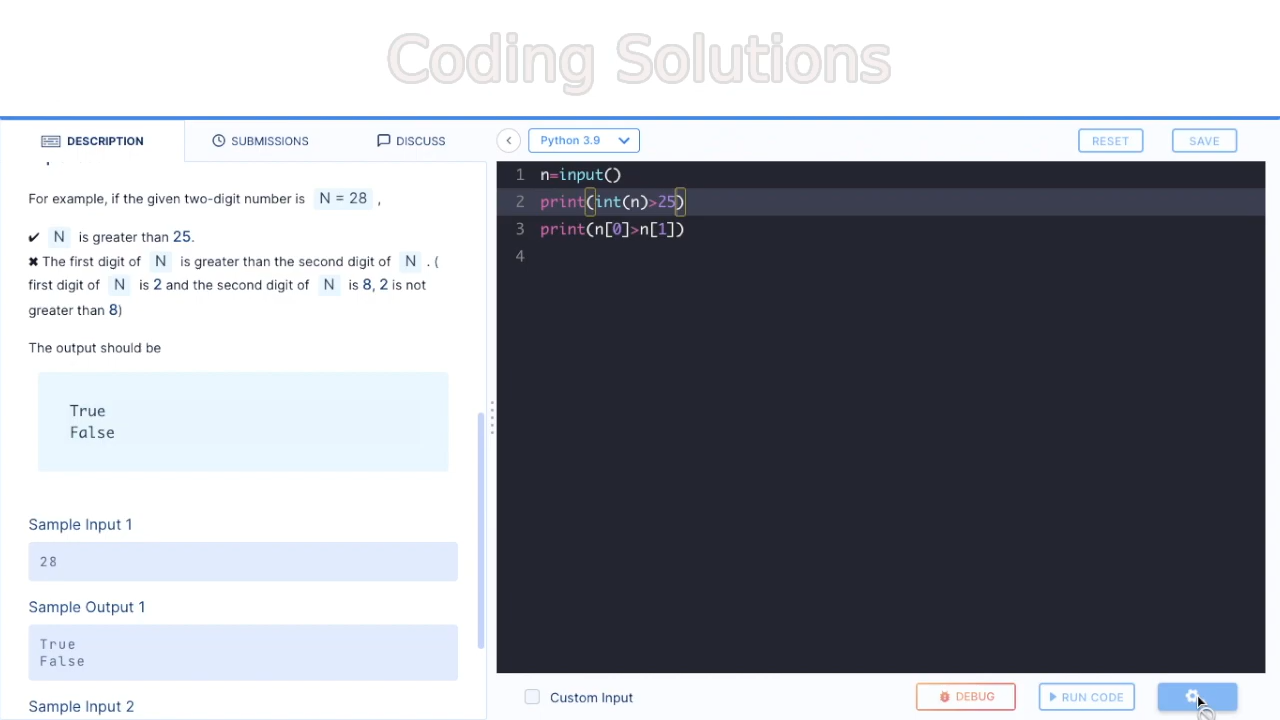 Coding Solutions
DESCRIPTION
SUBMISSIONS
DISCUSS
Python 3.9
RESET
SAVE
For example, if the given two-digit number is N = 28 ,
✔ N is greater than 25.
✖ The first digit of N is greater than the second digit of N . (
first digit of N is 2 and the second digit of N is 8, 2 is not
greater than 8)
The output should be
True
False
Sample Input 1
28
Sample Output 1
True
False
Sample Input 2
1 n=input()
2 print(int(n)>25)
3 print(n[0]>n[1])
4
Custom Input
DEBUG
RUN CODE